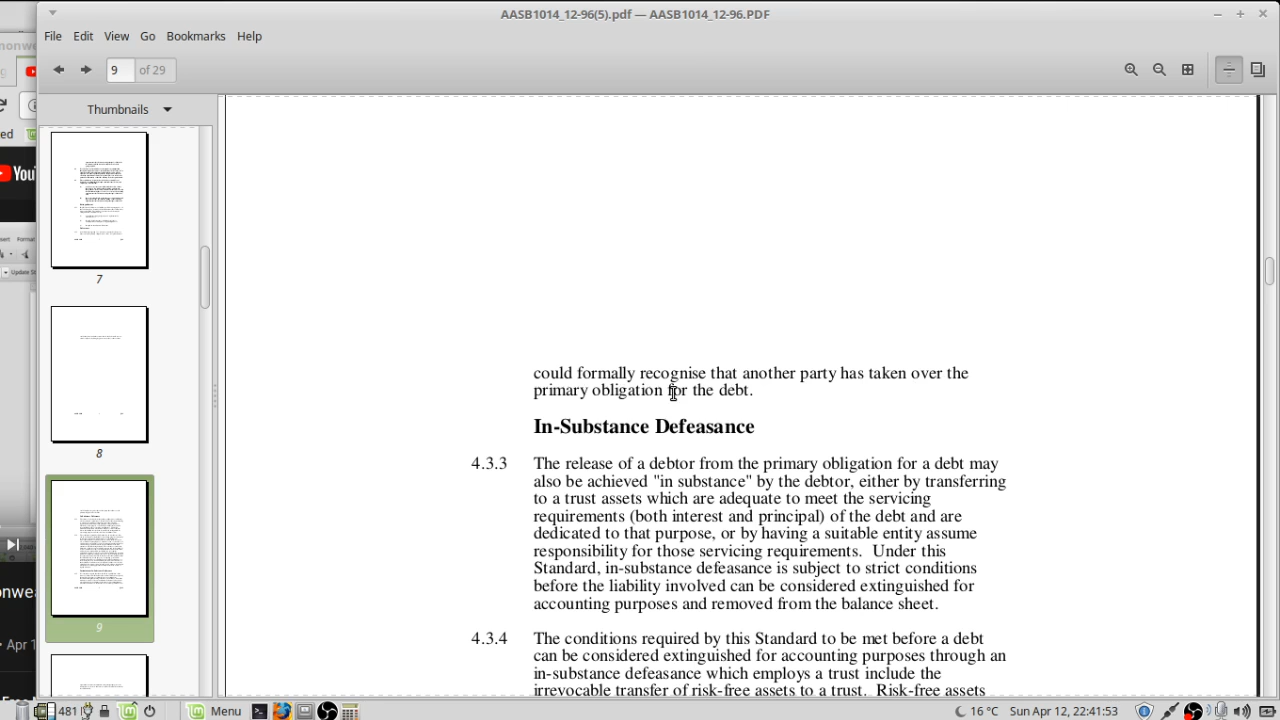 AASB1014_12-96(5).pdf — AASB1014_12-96.PDF
File Edit View Go Bookmarks Help
9 of 29
Thumbnails
7
8
9
could formally recognise that another party has taken over the
primary obligation for the debt.
In-Substance Defeasance
4.3.3 The release of a debtor from the primary obligation for a debt may
also be achieved "in substance" by the debtor, either by transferring
to a trust assets which are adequate to meet the servicing
requirements (both interest and principal) of the debt and are
dedicated to that purpose, or by having a suitable entity assume
responsibility for those servicing requirements.  Under this
Standard, in-substance defeasance is subject to strict conditions
before the liability involved can be considered extinguished for
accounting purposes and removed from the balance sheet.
4.3.4 The conditions required by this Standard to be met before a debt
can be considered extinguished for accounting purposes through an
in-substance defeasance which employs a trust include the
irrevocable transfer of risk-free assets to a trust.  Risk-free assets
ed
You
Apr 1
481
Menu
16 °C Sun Apr 12, 22:41:53